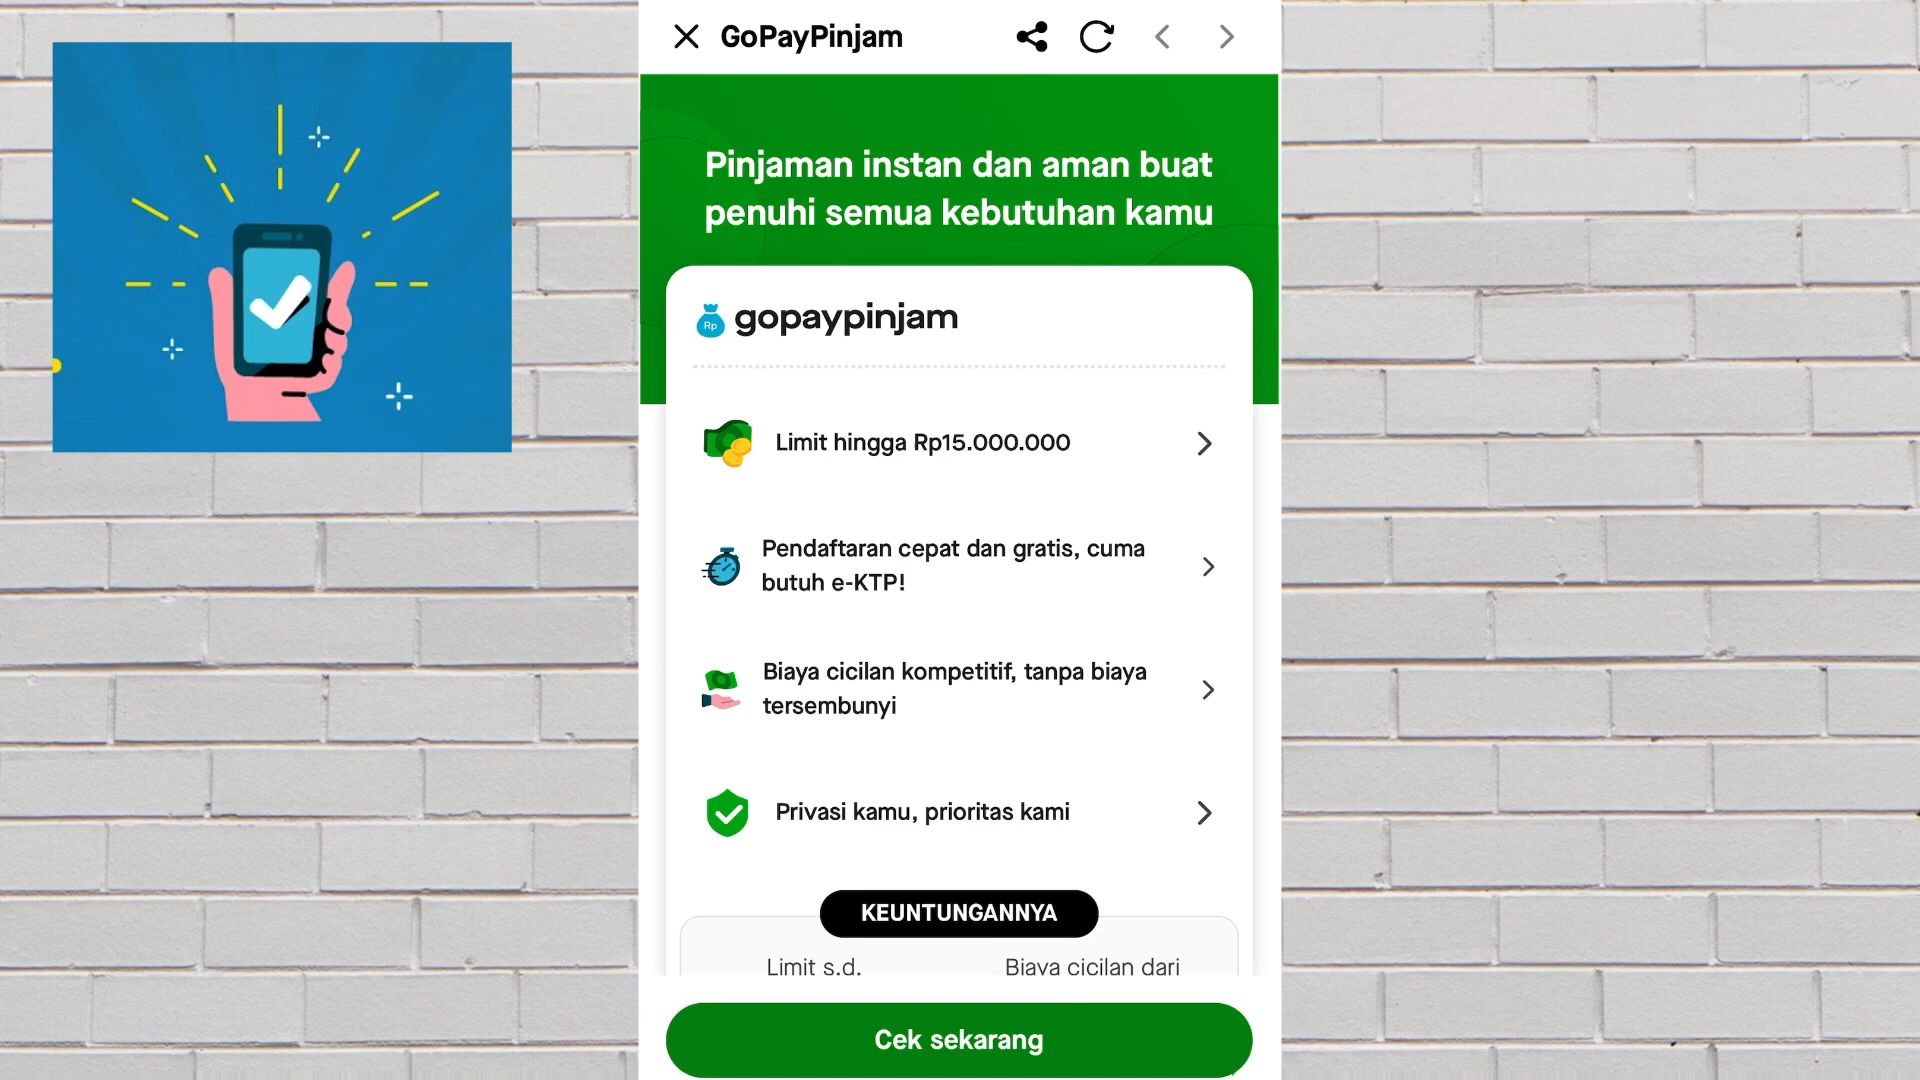 GoPayPinjam
Pinjaman instan dan aman buat
penuhi semua kebutuhan kamu
Rp
gopaypinjam
Limit hingga Rp15.000.000
Pendaftaran cepat dan gratis, cuma
butuh e-KTP!
Biaya cicilan kompetitif, tanpa biaya
tersembunyi
Privasi kamu, prioritas kami
KEUNTUNGANNYA
Limit s.d.
Biaya cicilan dari
Cek sekarang